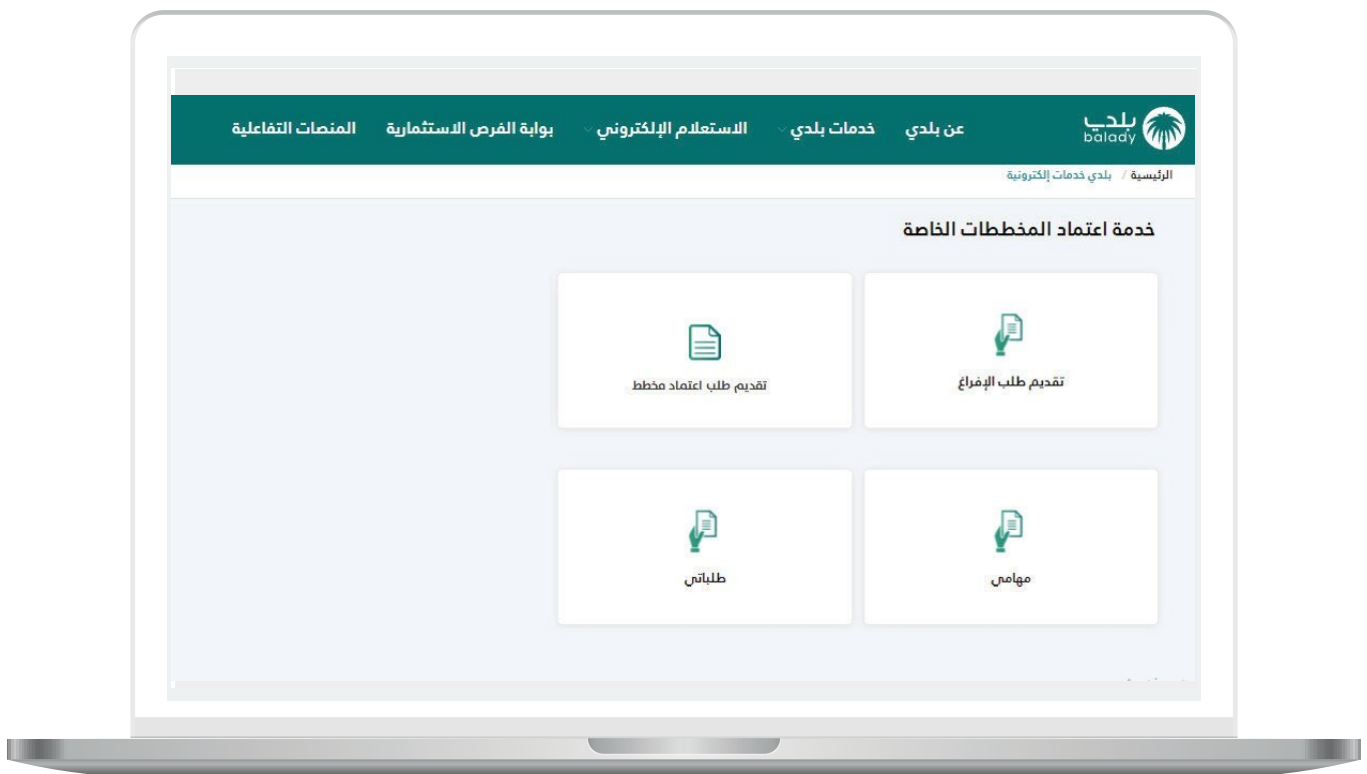 بلدي
balady
عن بلدي خدمات بلدي الاستعلام الإلكتروني بوابة الفرص الاستثمارية المنصات التفاعلية
الرئيسية / بلدي خدمات إلكترونية
خدمة اعتماد المخططات الخاصة
تقديم طلب الإفراغ
تقديم طلب اعتماد مخطط
مهامي
طلباتي